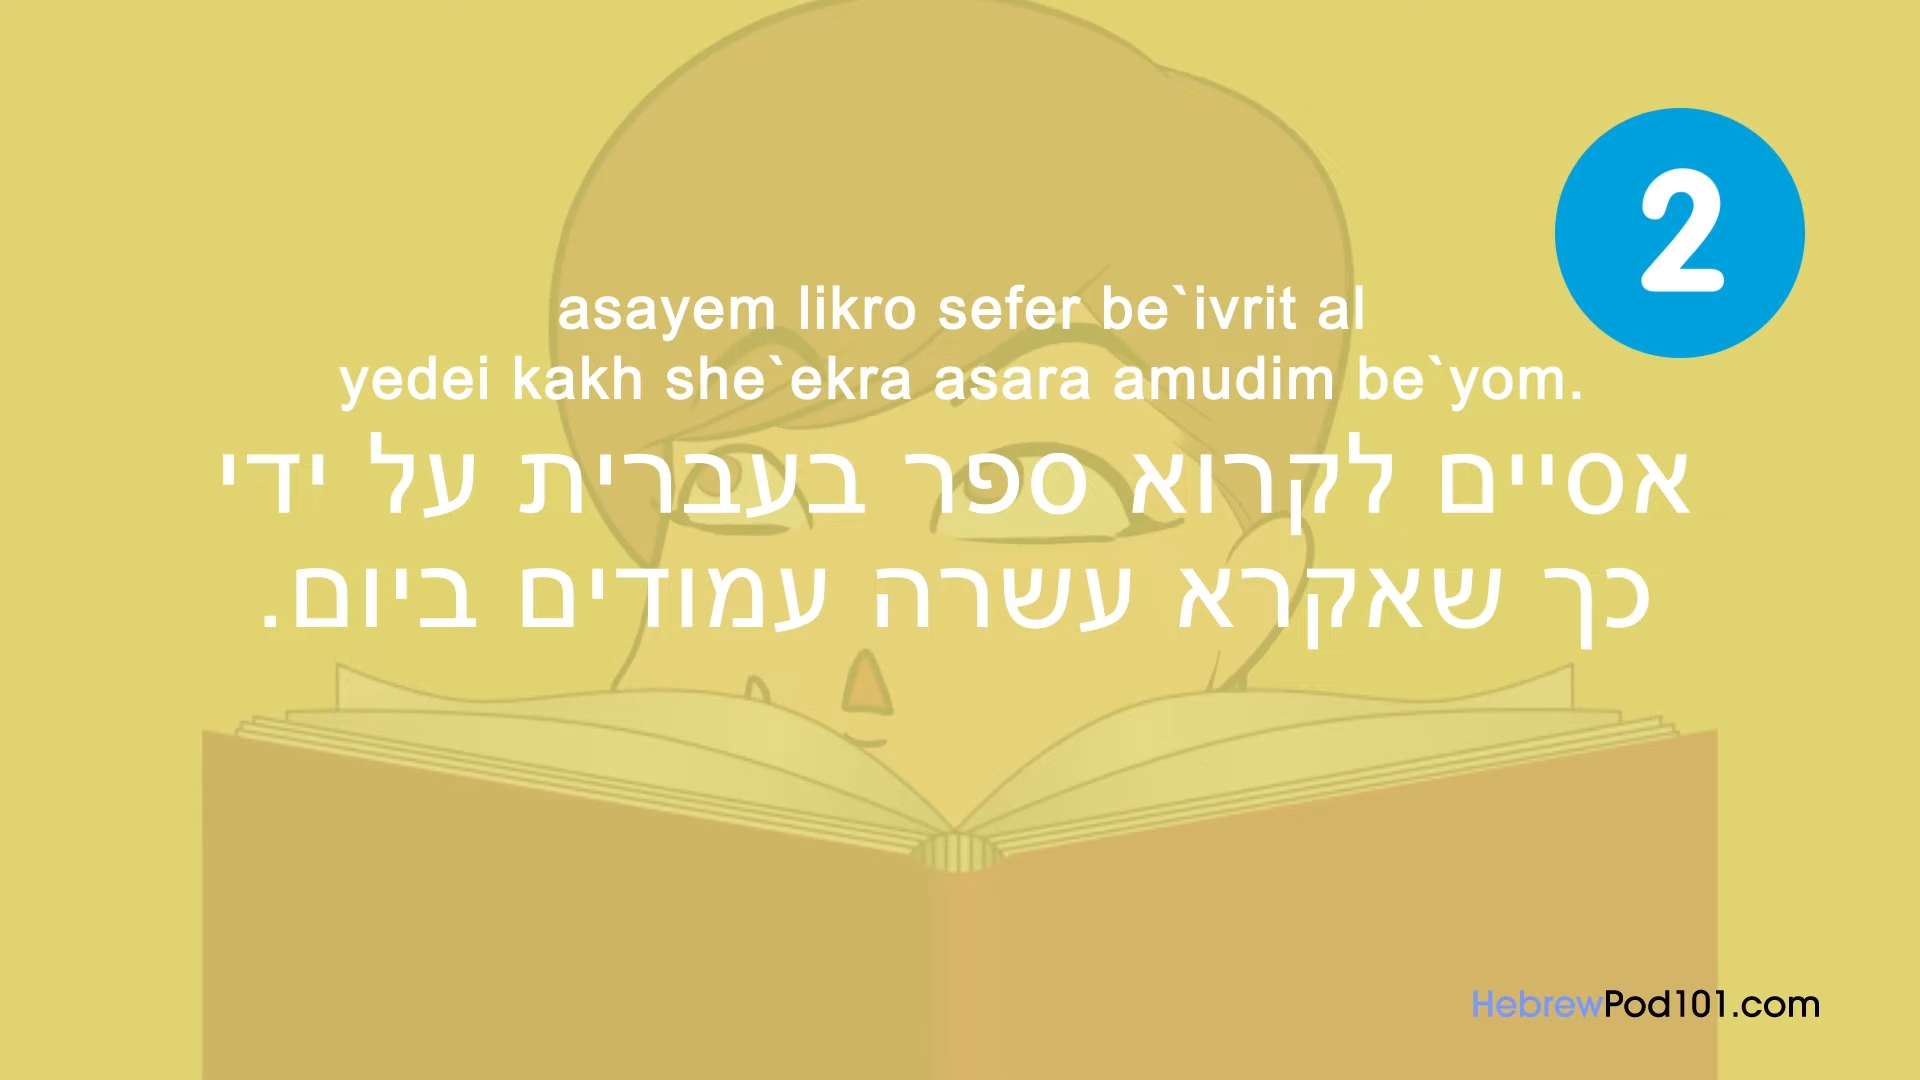 2
asayem likro sefer be`ivrit al
yedei kakh she`ekra asara amudim be`yom.
אסיים לקרוא ספר בעברית על ידי
כך שאקרא עשרה עמודים ביום.
HebrewPod101.com